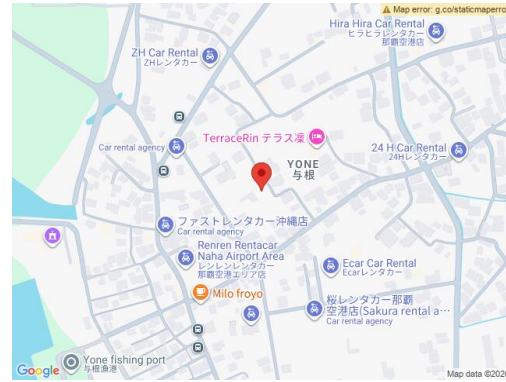 Map error: g.co/staticmaperro
Hira Hira Car Rental
ヒラヒラレンタカー
那覇空港店
ZH Car Rental
ZHレンタカー
TerraceRin テラス凜
Car rental agency
24 H Car Rental
24Hレンタカー
YONE
与根
ファストレンタカー沖縄店
Car rental agency
Renren Rentacar
Naha Airport Area
レンレンレンタカー
那覇空港エリア店
Ecar Car Rental
Ecarレンタカー
Milo froyo
桜レンタカー那覇
空港店(Sakura rental a…
Car rental agency
Yone fishing port
与根漁港
Google
Map data ©2026